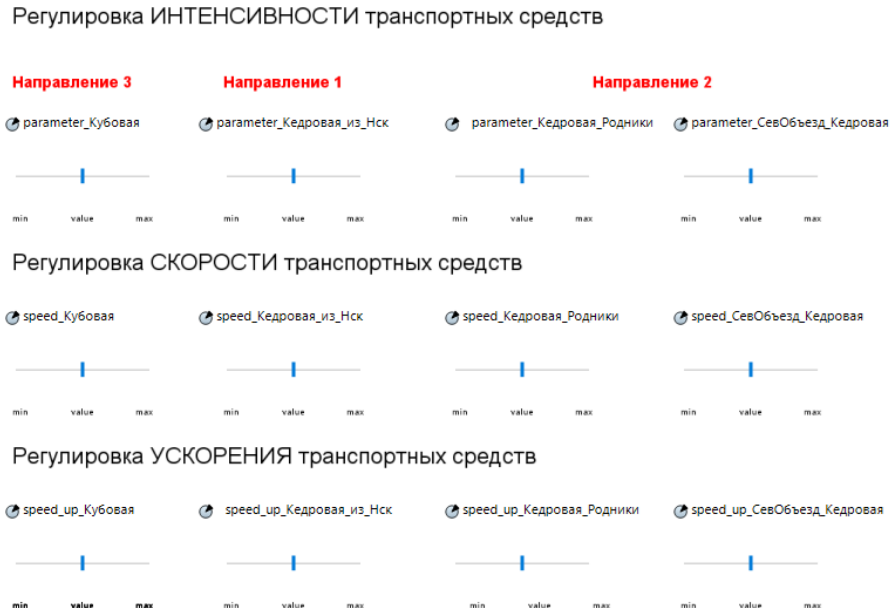 Регулировка ИНТЕНСИВНОСТИ транспортных средств
Направление 3 Направление 1 Направление 2
parameter_Кубовая parameter_Кедровая_из_Нск parameter_Кедровая_Родники parameter_СевОбъезд_Кедровая
min value max min value max min value max min value max
Регулировка СКОРОСТИ транспортных средств
speed_Кубовая speed_Кедровая_из_Нск speed_Кедровая_Родники speed_СевОбъезд_Кедровая
min value max min value max min value max min value max
Регулировка УСКОРЕНИЯ транспортных средств
speed_up_Кубовая speed_up_Кедровая_из_Нск speed_up_Кедровая_Родники speed_up_СевОбъезд_Кедровая
min value max min value max min value max min value max